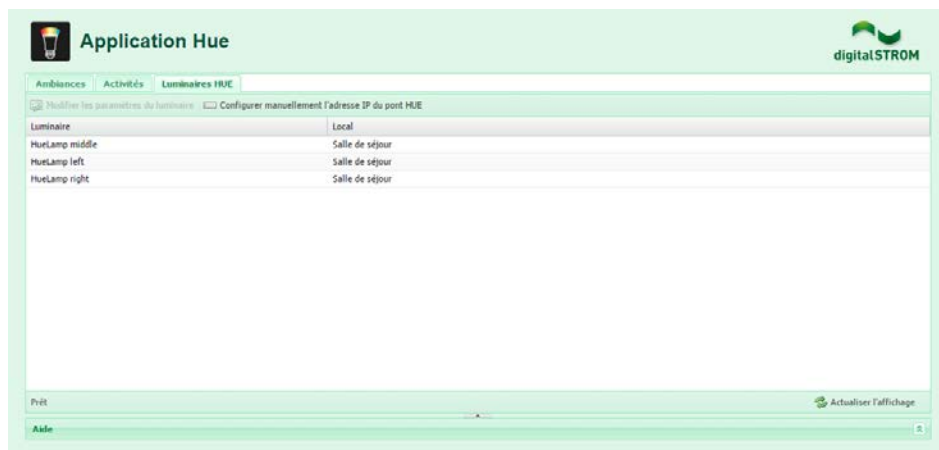 Application Hue
digitalSTROM
Ambiances Activités Luminaires HUE
Modifier les paramètres du luminaire Configurer manuellement l'adresse IP du pont HUE
Luminaire Local
HueLamp middle Salle de séjour
HueLamp left Salle de séjour
HueLamp right Salle de séjour
Prêt Actualiser l'affichage
Aide